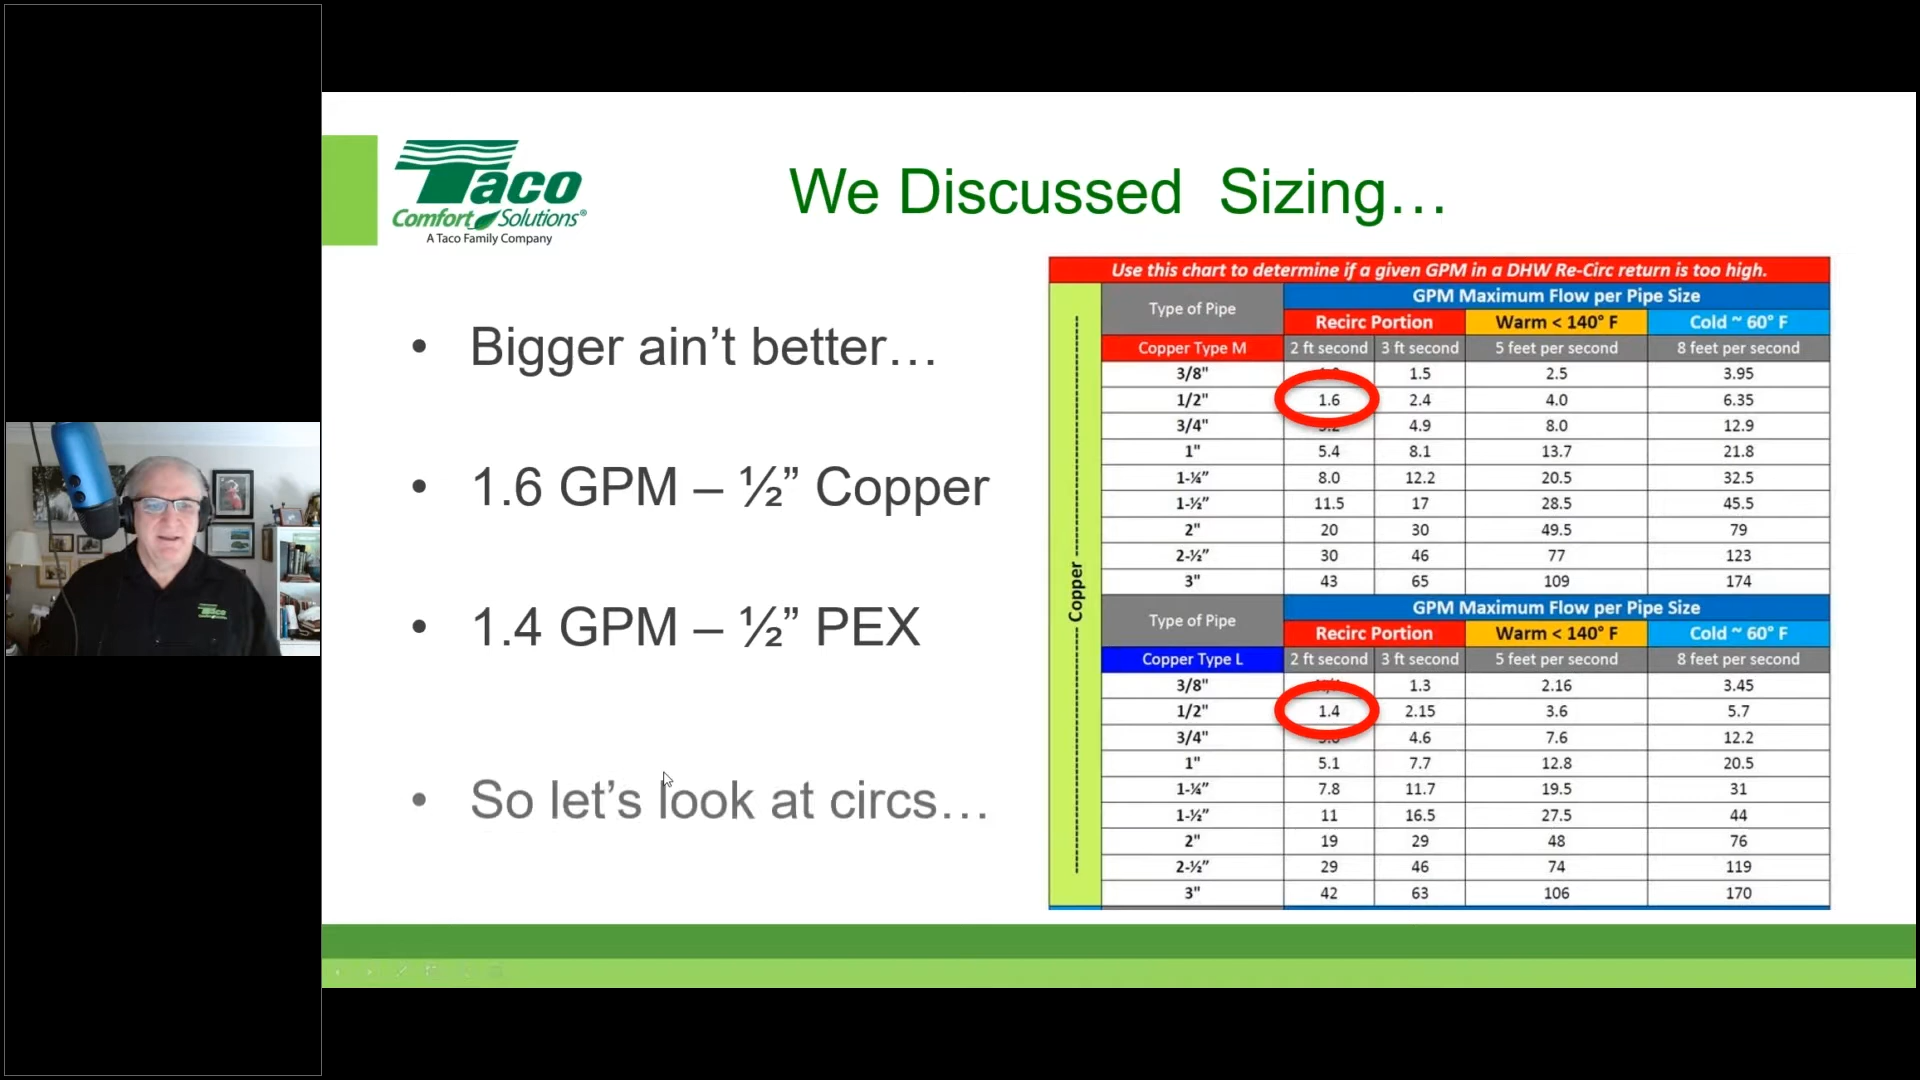 Taco
Comfort Solutions®
A Taco Family Company
We Discussed Sizing…
• Bigger ain’t better…
• 1.6 GPM – ½” Copper
• 1.4 GPM – ½” PEX
• So let’s look at circs…
Use this chart to determine if a given GPM in a DHW Re-Circ return is too high.
Copper
Type of Pipe
GPM Maximum Flow per Pipe Size
Recirc Portion Warm < 140° F Cold ~ 60° F
Copper Type M 2 ft second 3 ft second 5 feet per second 8 feet per second
3/8" 1.5 2.5 3.95
1/2" 1.6 2.4 4.0 6.35
3/4" 4.9 8.0 12.9
1" 5.4 8.1 13.7 21.8
1-¼” 8.0 12.2 20.5 32.5
1-½” 11.5 17 28.5 45.5
2" 20 30 49.5 79
2-½” 30 46 77 123
3" 43 65 109 174
Type of Pipe
GPM Maximum Flow per Pipe Size
Recirc Portion Warm < 140° F Cold ~ 60° F
Copper Type L 2 ft second 3 ft second 5 feet per second 8 feet per second
3/8" 1.3 2.16 3.45
1/2" 1.4 2.15 3.6 5.7
3/4" 4.6 7.6 12.2
1" 5.1 7.7 12.8 20.5
1-¼” 7.8 11.7 19.5 31
1-½” 11 16.5 27.5 44
2" 19 29 48 76
2-½” 29 46 74 119
3" 42 63 106 170
Taco